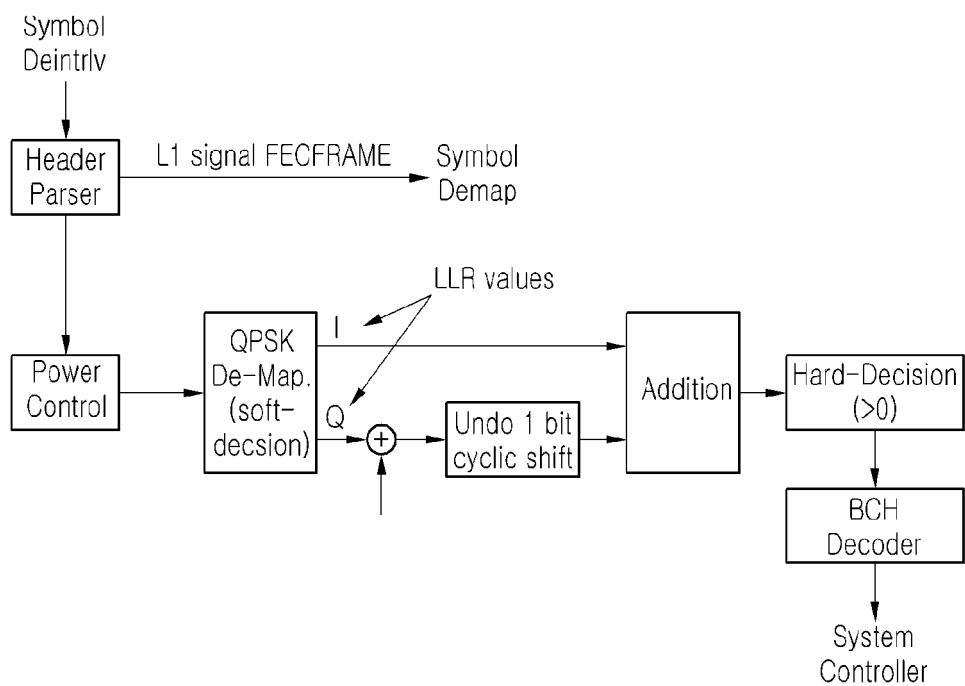 Symbol
Deintrlv
Header
Parser
L1 signal FECFRAME
Symbol
Demap
LLR values
Power
Control
QPSK
De-Map.
(soft-
decsion)
I
Q
+
Undo 1 bit
cyclic shift
Addition
Hard-Decision
(>0)
BCH
Decoder
System
Controller